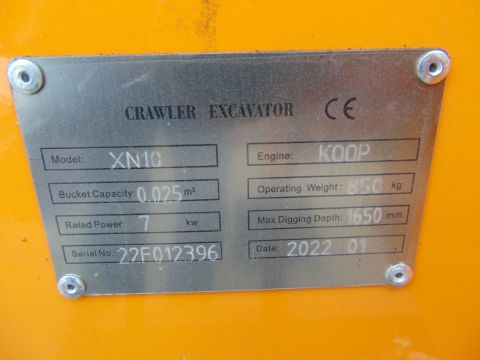 CRAWLER EXCAVATOR CE
Model: XN10
Engine: KOOP
Bucket Capacity: 0.025 m³
Operating Weight: 850 kg
Rated Power: 7 kw
Max Digging Depth: 1650 mm
Serial No. 22F012396
Date: 2022 01